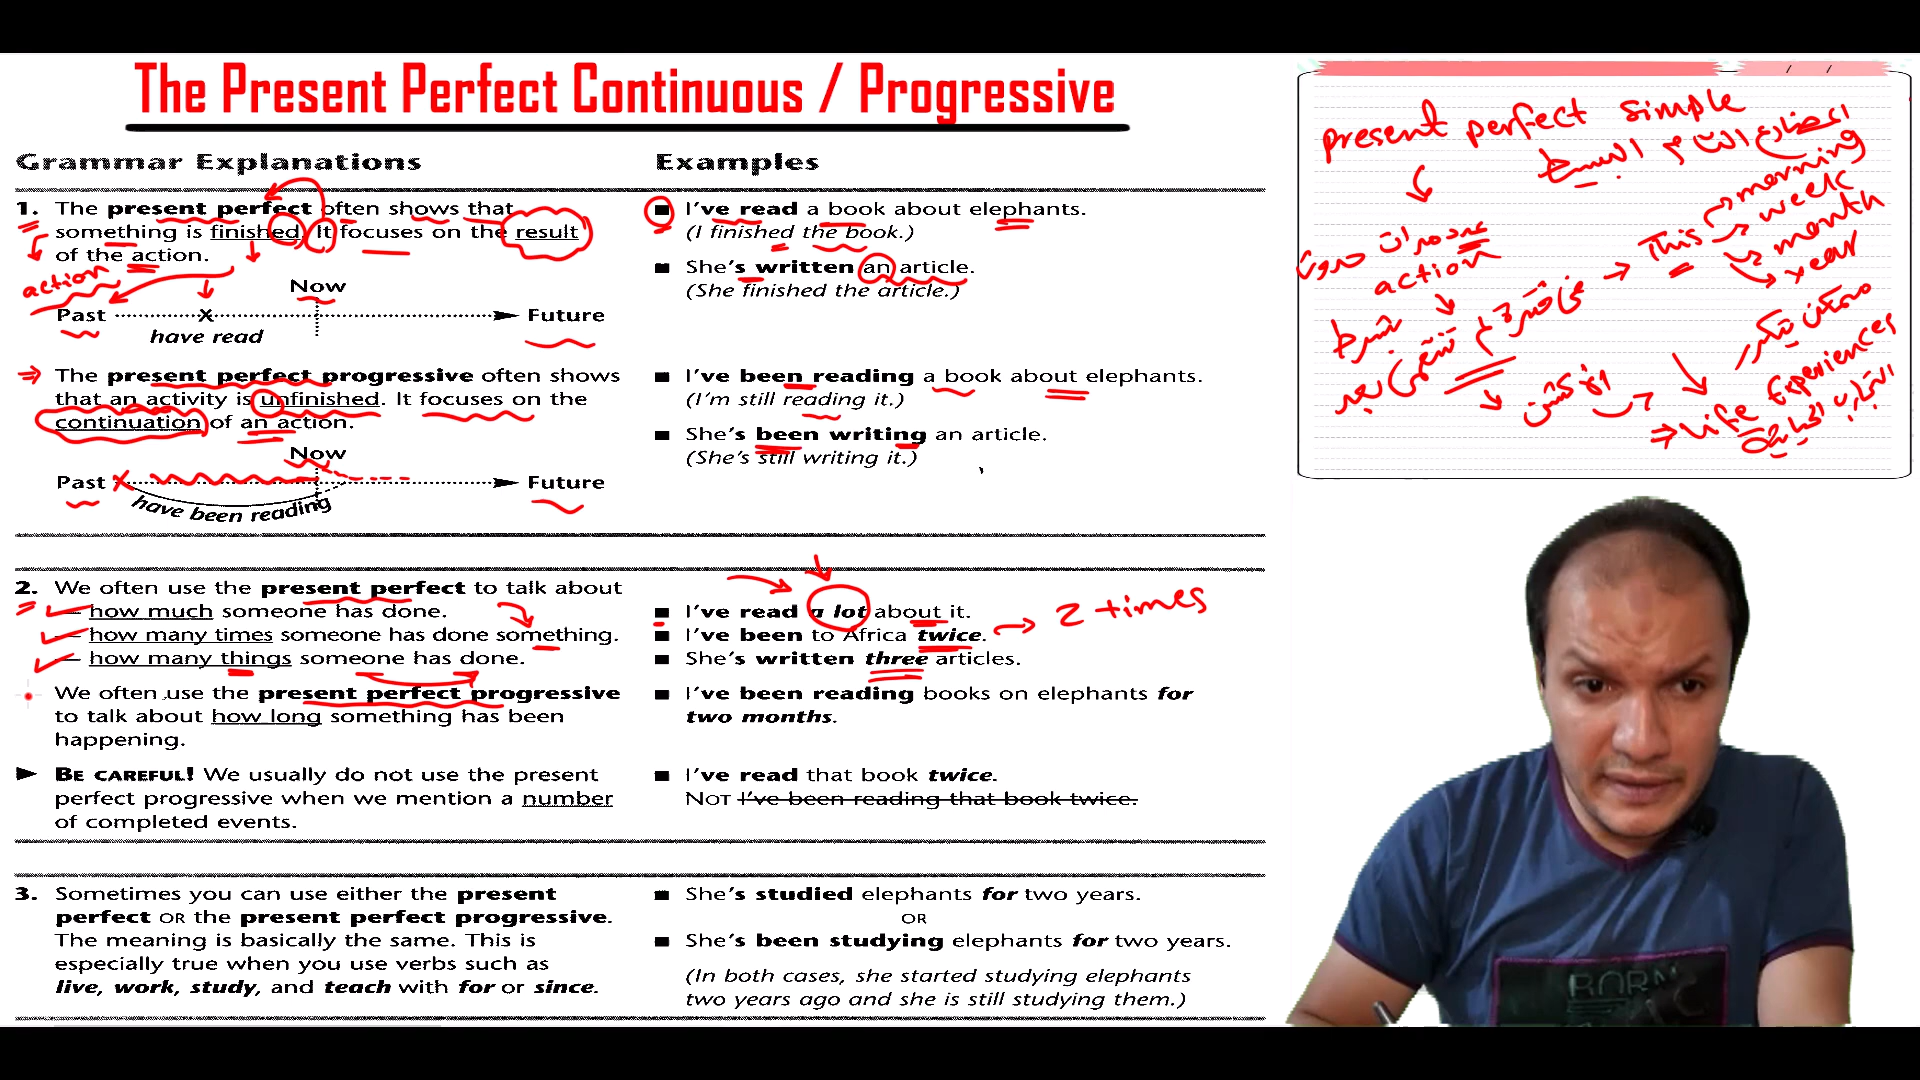 The Present Perfect Continuous / Progressive
Grammar Explanations
Examples
1. The present perfect often shows that
something is finished. It focuses on the result
of the action.
action
Now
Past
Future
have read
■ I've read a book about elephants.
(I finished the book.)
■ She's written an article.
(She finished the article.)
The present perfect progressive often shows
that an activity is unfinished. It focuses on the
continuation of an action.
Now
Past
Future
have been reading
■ I've been reading a book about elephants.
(I'm still reading it.)
■ She's been writing an article.
(She's still writing it.)
2. We often use the present perfect to talk about
— how much someone has done.
— how many times someone has done something.
— how many things someone has done.
■ I've read a lot about it.
■ I've been to Africa twice. → 2 times
■ She's written three articles.
We often use the present perfect progressive
to talk about how long something has been
happening.
■ I've been reading books on elephants for
two months.
► BE CAREFUL! We usually do not use the present
perfect progressive when we mention a number
of completed events.
■ I've read that book twice.
NOT I've been reading that book twice.
3. Sometimes you can use either the present
perfect OR the present perfect progressive.
The meaning is basically the same. This is
especially true when you use verbs such as
live, work, study, and teach with for or since.
■ She's studied elephants for two years.
OR
■ She's been studying elephants for two years.
(In both cases, she started studying elephants
two years ago and she is still studying them.)
present perfect simple
المضارع التام البسيط
عدد مرات حدوث
action
شرط
فى فترة لم تنتهى بعد
This
morning
week
month
year
ممكن تتكرر
الأكشن
Life Experiences
التجارب الحياتية
BORN